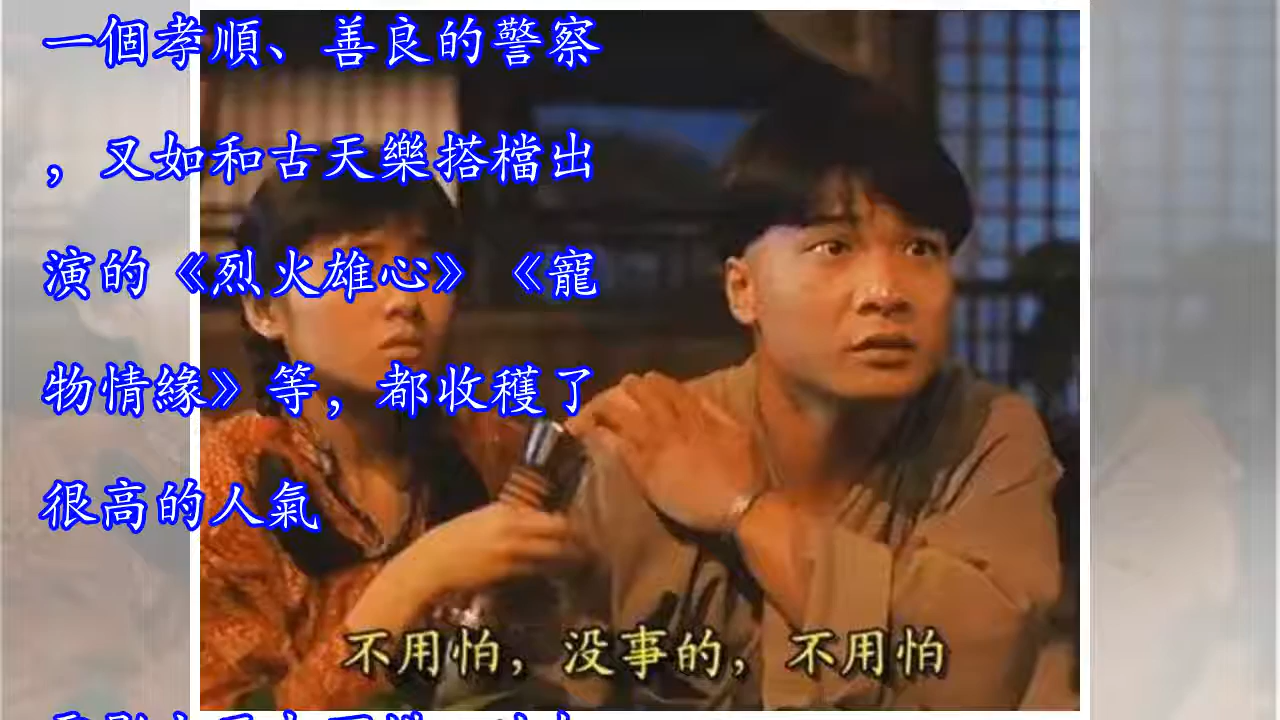 一個孝順、善良的警察
，又如和古天樂搭檔出
演的《烈火雄心》《寵
物情緣》等，都收穫了
很高的人氣
不用怕，没事的，不用怕